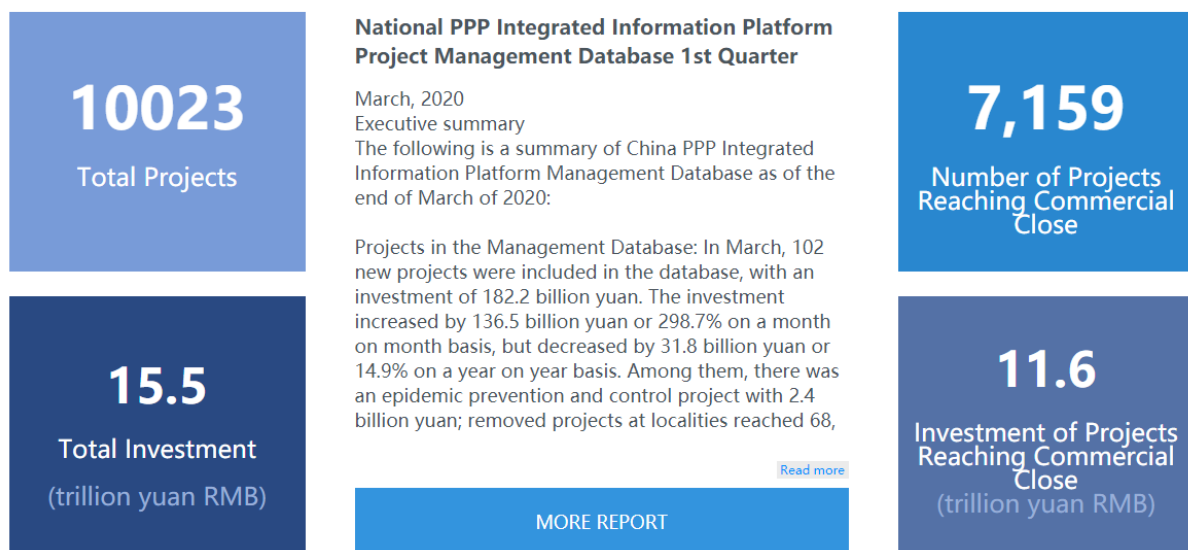 10023
Total Projects
15.5
Total Investment
(trillion yuan RMB)
National PPP Integrated Information Platform
Project Management Database 1st Quarter
March, 2020
Executive summary
The following is a summary of China PPP Integrated
Information Platform Management Database as of the
end of March of 2020:
Projects in the Management Database: In March, 102
new projects were included in the database, with an
investment of 182.2 billion yuan. The investment
increased by 136.5 billion yuan or 298.7% on a month
on month basis, but decreased by 31.8 billion yuan or
14.9% on a year on year basis. Among them, there was
an epidemic prevention and control project with 2.4
billion yuan; removed projects at localities reached 68,
Read more
MORE REPORT
7,159
Number of Projects
Reaching Commercial
Close
11.6
Investment of Projects
Reaching Commercial
Close
(trillion yuan RMB)